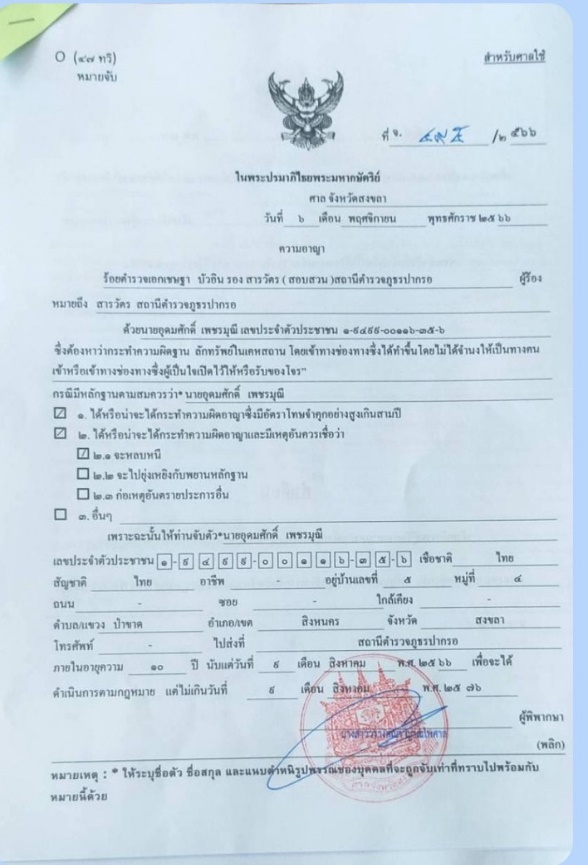 ○ (๔๗ ทวิ)
สำหรับศาลใช้
หมายจับ
ที่ จ. /๒ ๕๖๖
ในพระปรมาภิไธยพระมหากษัตริย์
ศาล จังหวัดสงขลา
วันที่ ๖ เดือน พฤศจิกายน พุทธศักราช ๒๕ ๖๖
ความอาญา
ร้อยตำรวจเอกเชษฐา บัวอิน รอง สารวัตร ( สอบสวน )สถานีตำรวจภูธรปากรอ ผู้ร้อง
หมายถึง สารวัตร สถานีตำรวจภูธรปากรอ
ด้วยนายอุดมศักดิ์ เพชรมุณี เลขประจำตัวประชาชน ๑-๙๔๙๙-๐๐๑๑๖-๓๕-๖
ซึ่งต้องหาว่ากระทำความผิดฐาน ลักทรัพย์ในเคหสถาน โดยเข้าทางช่องทางซึ่งได้ทำขึ้นโดยไม่ได้จำนงให้เป็นทางคน
เข้าหรือเข้าทางช่องทางซึ่งผู้เป็นใจเปิดไว้ให้หรือรับของโจร"
กรณีมีหลักฐานตามสมควรว่า* นายอุดมศักดิ์ เพชรมุณี
☑ ๑. ได้หรือน่าจะได้กระทำความผิดอาญาซึ่งมีอัตราโทษจำคุกอย่างสูงเกินสามปี
☑ ๒. ได้หรือน่าจะได้กระทำความผิดอาญาและมีเหตุอันควรเชื่อว่า
☑ ๒.๑ จะหลบหนี
☐ ๒.๒ จะไปยุ่งเหยิงกับพยานหลักฐาน
☐ ๒.๓ ก่อเหตุอันตรายประการอื่น
☐ ๓. อื่นๆ
เพราะฉะนั้นให้ท่านจับตัว*นายอุดมศักดิ์ เพชรมุณี
เลขประจำตัวประชาชน ๑-๙๔๙๙-๐๐๑๑๖-๓๕-๖ เชื้อชาติ ไทย
สัญชาติ ไทย อาชีพ - อยู่บ้านเลขที่ ๕ หมู่ที่ ๔
ถนน - ซอย - ใกล้เคียง -
ตำบล/แขวง ป่าขาด อำเภอ/เขต สิงหนคร จังหวัด สงขลา
โทรศัพท์ - ไปส่งที่ สถานีตำรวจภูธรปากรอ
ภายในอายุความ ๑๐ ปี นับแต่วันที่ ๙ เดือน สิงหาคม พ.ศ. ๒๕ ๖๖ เพื่อจะได้
ดำเนินการตามกฎหมาย แต่ไม่เกินวันที่ ๙ เดือน สิงหาคม พ.ศ. ๒๕ ๗๖
ผู้พิพากษา
(พลิก)
หมายเหตุ : * ให้ระบุชื่อตัว ชื่อสกุล และแนบตำหนิรูปพรรณของบุคคลที่จะถูกจับเท่าที่ทราบไปพร้อมกับ
หมายนี้ด้วย